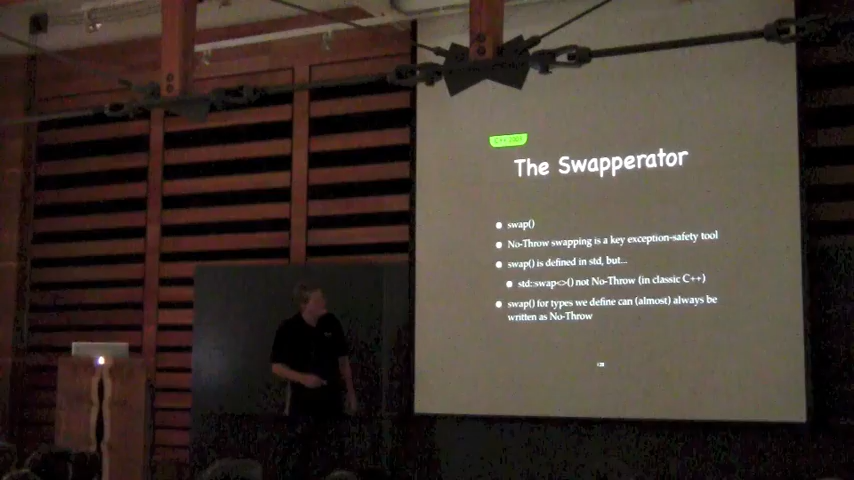 The Swapperator
swap()
No-Throw swapping is a key exception-safety tool
swap() is defined in std, but...
std::swap<>() not No-Throw (in classic C++)
swap() for types we define can (almost) always be
written as No-Throw